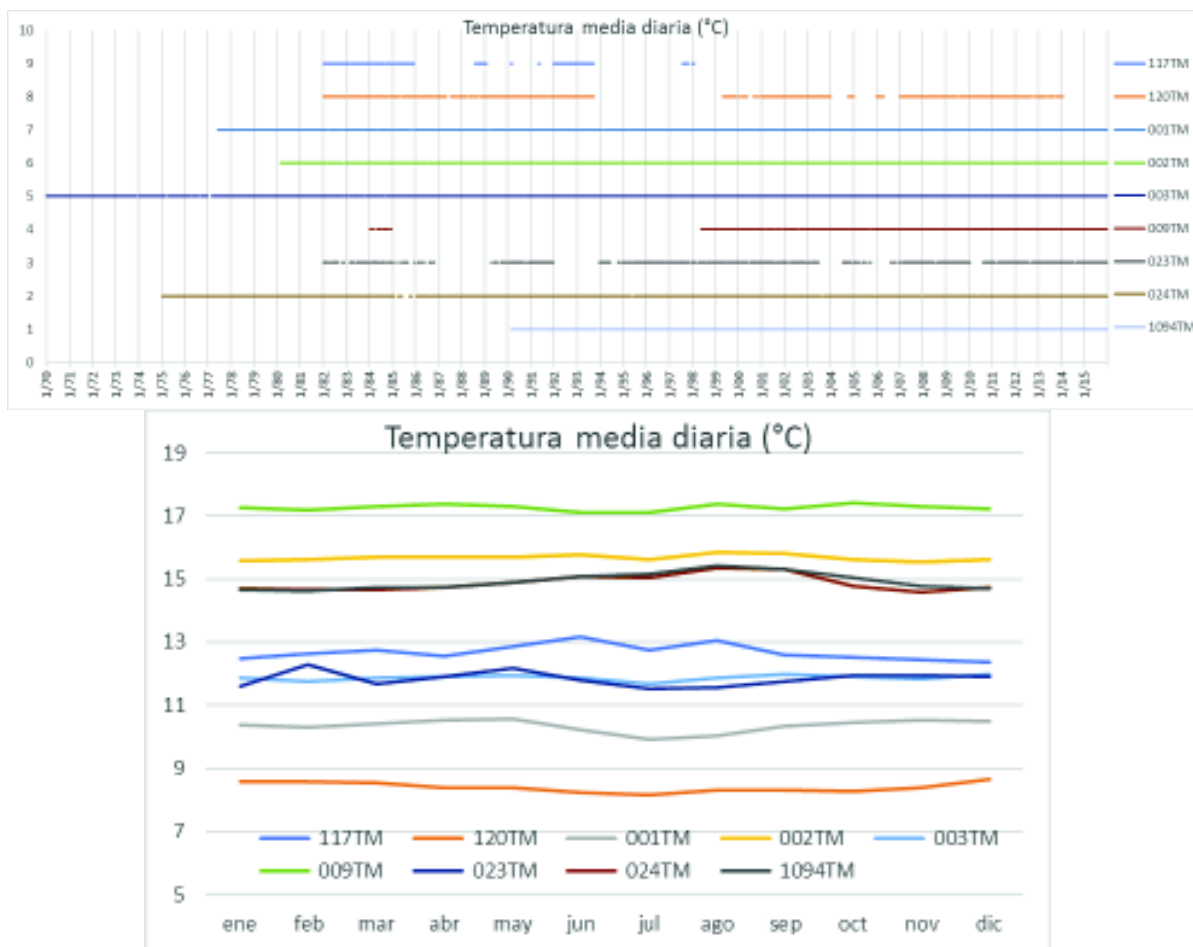 Temperatura media diaria (°C)
10
9
8
7
6
5
4
3
2
1
0
117TM
120TM
001TM
002TM
003TM
009TM
023TM
024TM
1094TM
1/70 1/71 1/72 1/73 1/74 1/75 1/76 1/77 1/78 1/79 1/80 1/81 1/82 1/83 1/84 1/85 1/86 1/87 1/88 1/89 1/90 1/91 1/92 1/93 1/94 1/95 1/96 1/97 1/98 1/99 1/00 1/01 1/02 1/03 1/04 1/05 1/06 1/07 1/08 1/09 1/10 1/11 1/12 1/13 1/14 1/15
Temperatura media diaria (°C)
19
17
15
13
11
9
7
5
117TM 120TM 001TM 002TM 003TM
009TM 023TM 024TM 1094TM
ene feb mar abr may jun jul ago sep oct nov dic